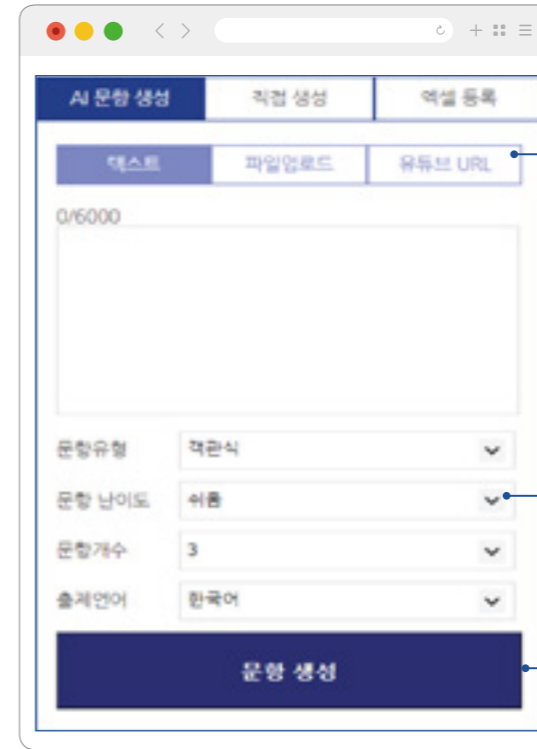 AI 문항 생성 직접 생성 엑셀 등록
텍스트 파일업로드 유튜브 URL
0/6000
문항유형 객관식
문항 난이도 쉬움
문항개수 3
출제언어 한국어
문항 생성